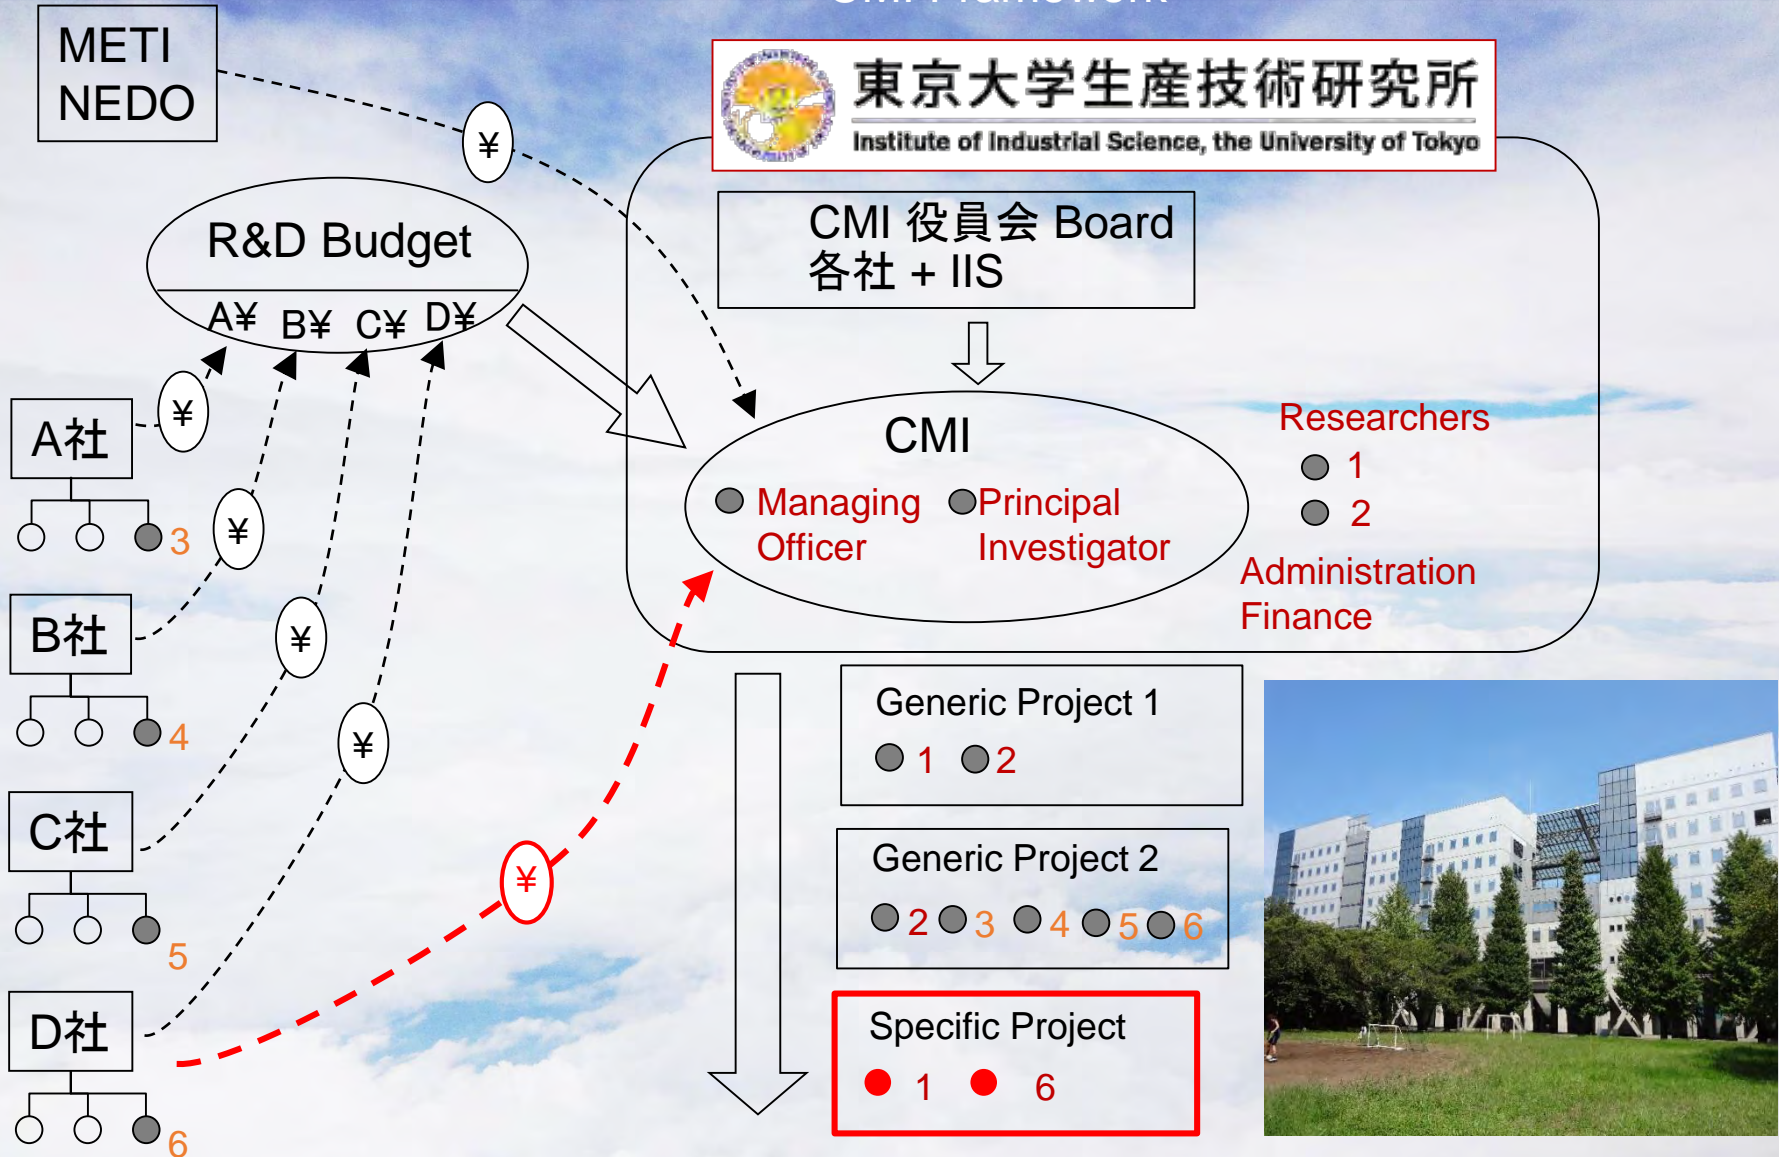 CMI Framework
METI
NEDO
東京大学生産技術研究所
Institute of Industrial Science, the University of Tokyo
¥
R&D Budget
A¥ B¥ C¥ D¥
CMI 役員会 Board
各社 + IIS
A社
¥
3
¥
B社
4
¥
C社
5
¥
D社
6
¥
CMI
Managing
Officer
Principal
Investigator
Researchers
1
2
Administration
Finance
Generic Project 1
1 2
Generic Project 2
2 3 4 5 6
Specific Project
1 6